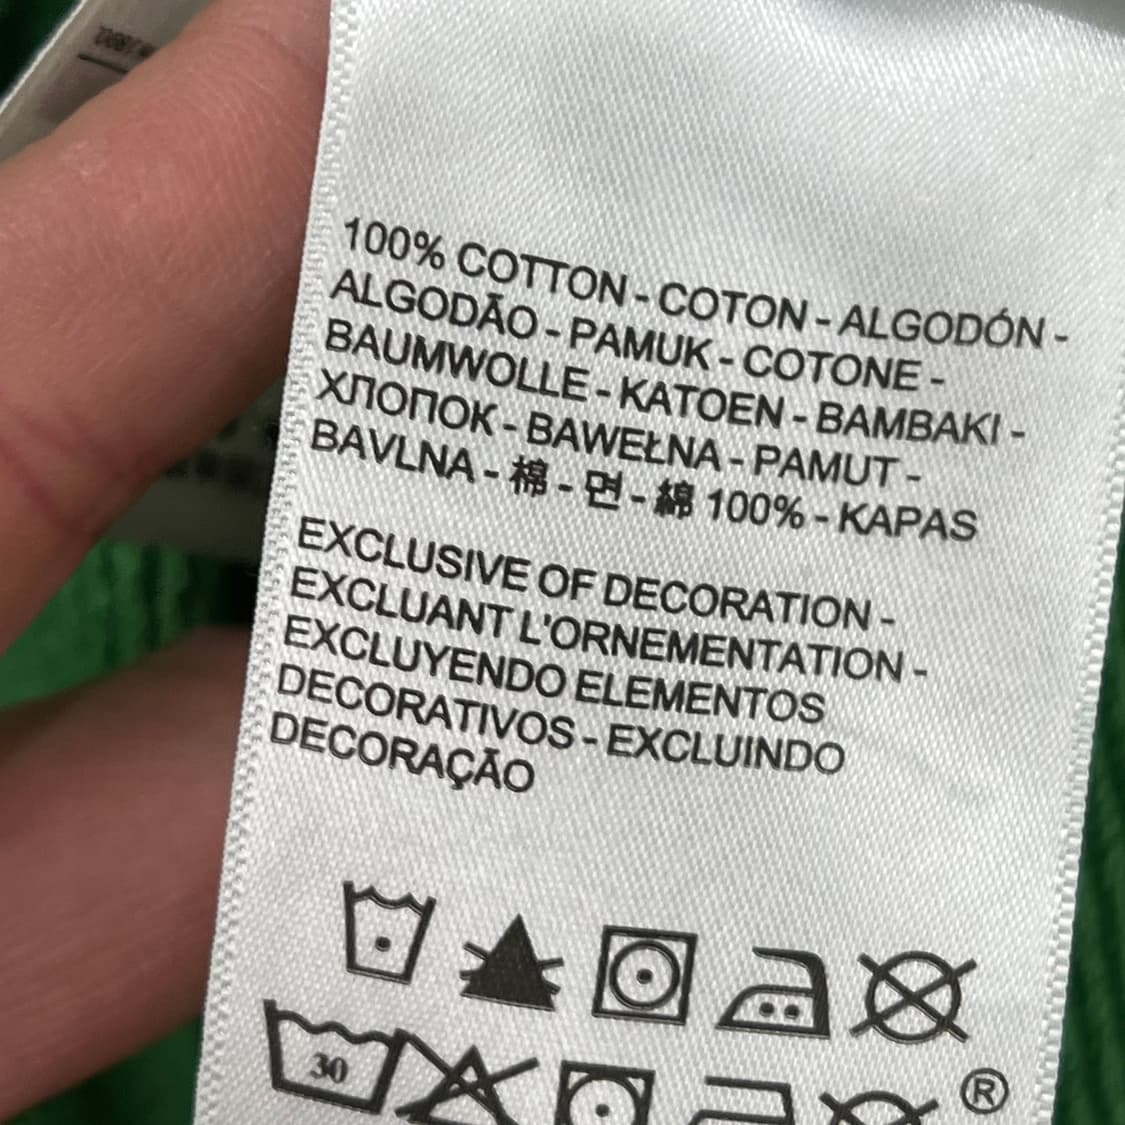 100% COTTON - COTON - ALGODÓN -
ALGODÃO - PAMUK - COTONE -
BAUMWOLLE - KATOEN - BAMBAKI -
ХЛОПОК - BAWEŁNA - PAMUT -
BAVLNA - 棉 - 면 - 綿 100% - KAPAS
EXCLUSIVE OF DECORATION -
EXCLUANT L'ORNEMENTATION -
EXCLUYENDO ELEMENTOS
DECORATIVOS - EXCLUINDO
DECORAÇÃO
30
®